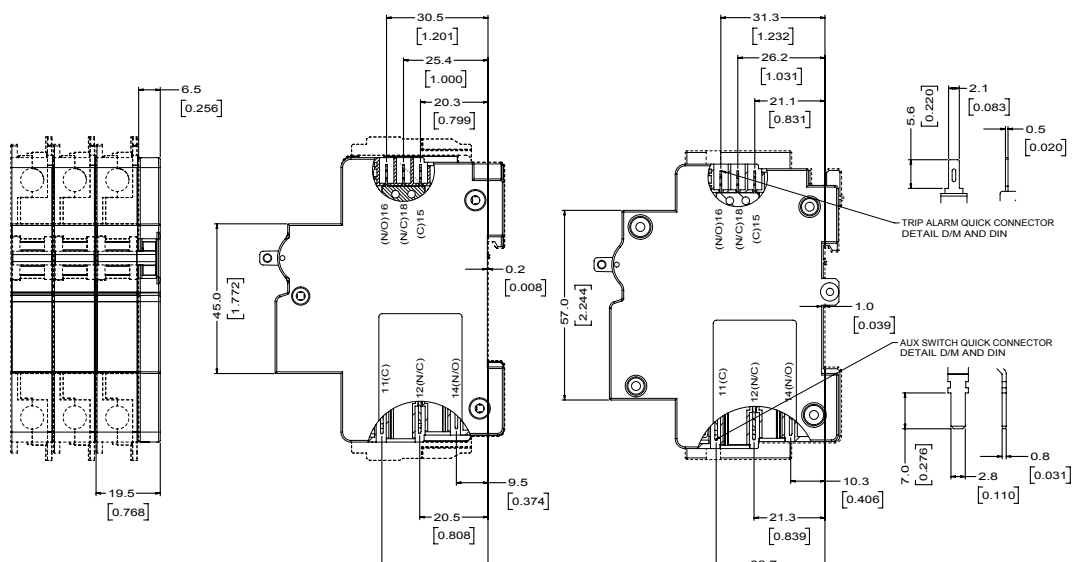 30.5
[1.201]
25.4
[1.000]
20.3
[0.799]
6.5
[0.256]
31.3
[1.232]
26.2
[1.031]
21.1
[0.831]
5.6
[0.220]
2.1
[0.083]
0.5
[0.020]
(N/O)16
(N/C)18
(C)15
(N/O)16
(N/C)18
(C)15
TRIP ALARM QUICK CONNECTOR
DETAIL D/M AND DIN
45.0
[1.772]
0.2
[0.008]
57.0
[2.244]
1.0
[0.039]
AUX SWITCH QUICK CONNECTOR
DETAIL D/M AND DIN
11(C)
12(N/C)
14(N/O)
11(C)
12(N/C)
14(N/O)
7.0
[0.276]
2.8
[0.110]
0.8
[0.031]
19.5
[0.768]
9.5
[0.374]
20.5
[0.808]
10.3
[0.406]
21.3
[0.839]